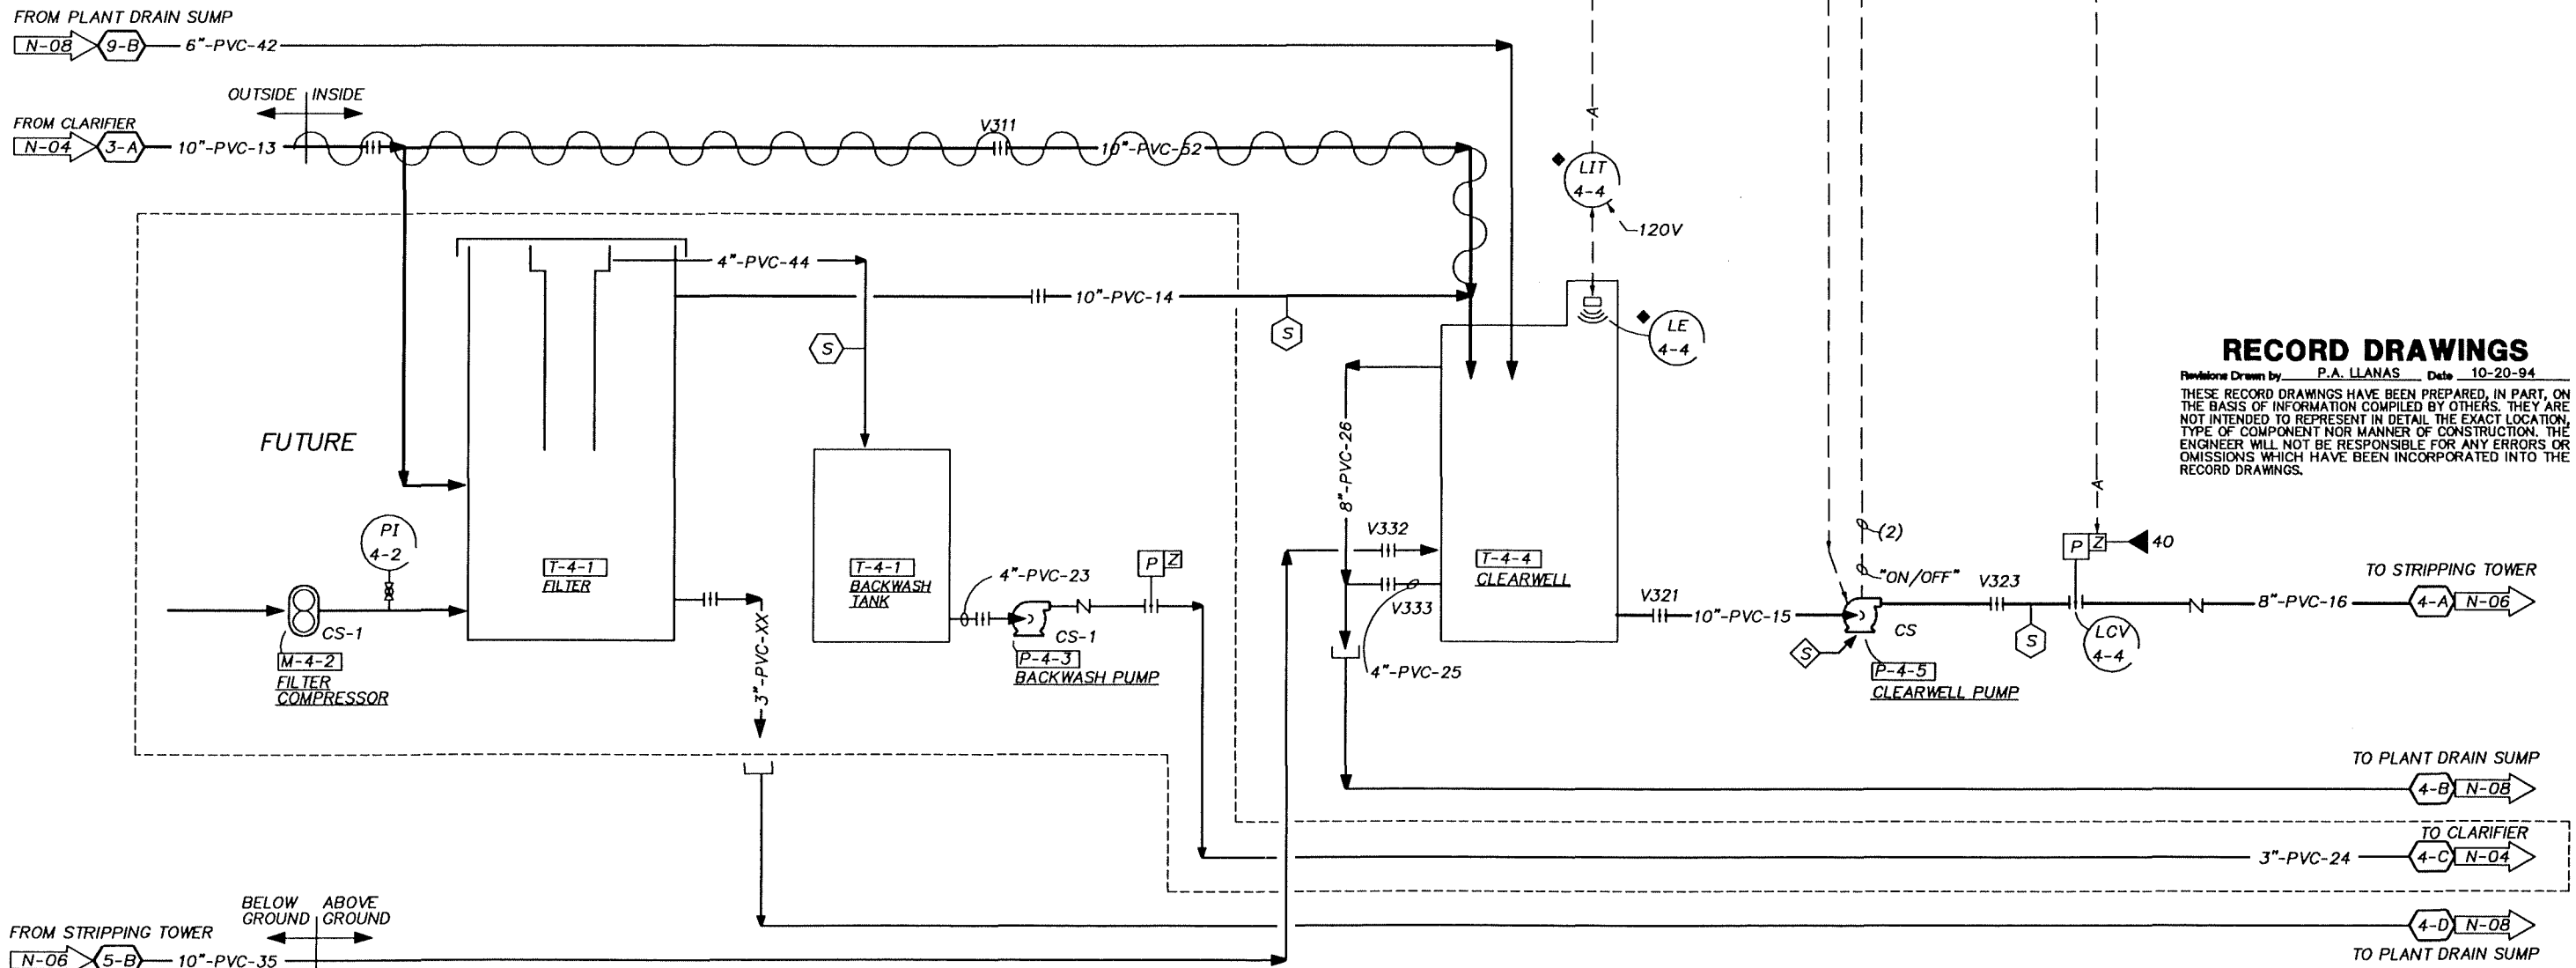 FROM PLANT DRAIN SUMP
N-08 9-B 6"-PVC-42
OUTSIDE INSIDE
FROM CLARIFIER
N-04 3-A 10"-PVC-13
V311
10"-PVC-52
A
LIT
4-4
120V
4"-PVC-44
10"-PVC-14
S
S
LE
4-4
RECORD DRAWINGS
Revisions Drawn by P.A. LLANAS Date 10-20-94
THESE RECORD DRAWINGS HAVE BEEN PREPARED, IN PART, ON
THE BASIS OF INFORMATION COMPILED BY OTHERS. THEY ARE
NOT INTENDED TO REPRESENT IN DETAIL THE EXACT LOCATION,
TYPE OF COMPONENT NOR MANNER OF CONSTRUCTION. THE
ENGINEER WILL NOT BE RESPONSIBLE FOR ANY ERRORS OR
OMISSIONS WHICH HAVE BEEN INCORPORATED INTO THE
RECORD DRAWINGS.
FUTURE
8"-PVC-26
A
PI
4-2
V332
(2)
P Z 40
T-4-1
FILTER
T-4-1
BACKWASH
TANK
4"-PVC-23
P Z
T-4-4
CLEARWELL
V333
"ON/OFF"
V321
10"-PVC-15
V323
TO STRIPPING TOWER
8"-PVC-16 4-A N-06
CS-1
M-4-2
FILTER
COMPRESSOR
3"-PVC-XX
CS-1
P-4-3
BACKWASH PUMP
4"-PVC-25
S
CS
P-4-5
CLEARWELL PUMP
S
LCV
4-4
TO PLANT DRAIN SUMP
4-B N-08
TO CLARIFIER
3"-PVC-24 4-C N-04
BELOW
GROUND
ABOVE
GROUND
4-D N-08
TO PLANT DRAIN SUMP
FROM STRIPPING TOWER
N-06 5-B 10"-PVC-35